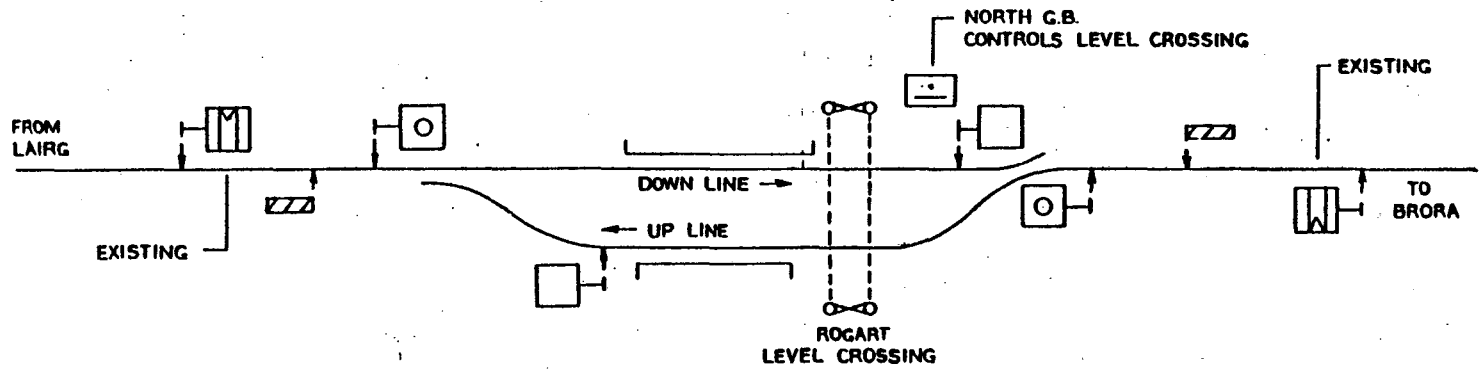 NORTH G.B.
CONTROLS LEVEL CROSSING
EXISTING
FROM
LAIRG
DOWN LINE
TO
BRORA
UP LINE
EXISTING
ROGART
LEVEL CROSSING